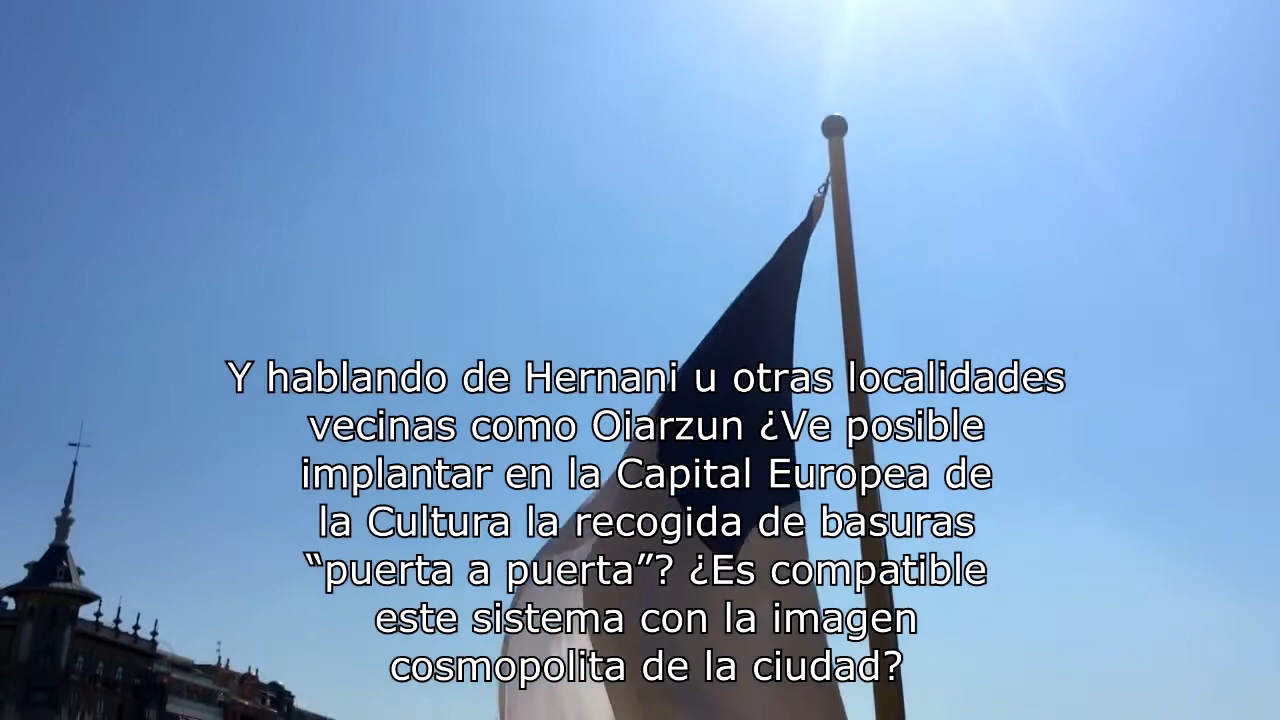 Y hablando de Hernani u otras localidades
vecinas como Oiarzun ¿Ve posible
implantar en la Capital Europea de
la Cultura la recogida de basuras
“puerta a puerta”? ¿Es compatible
este sistema con la imagen
cosmopolita de la ciudad?